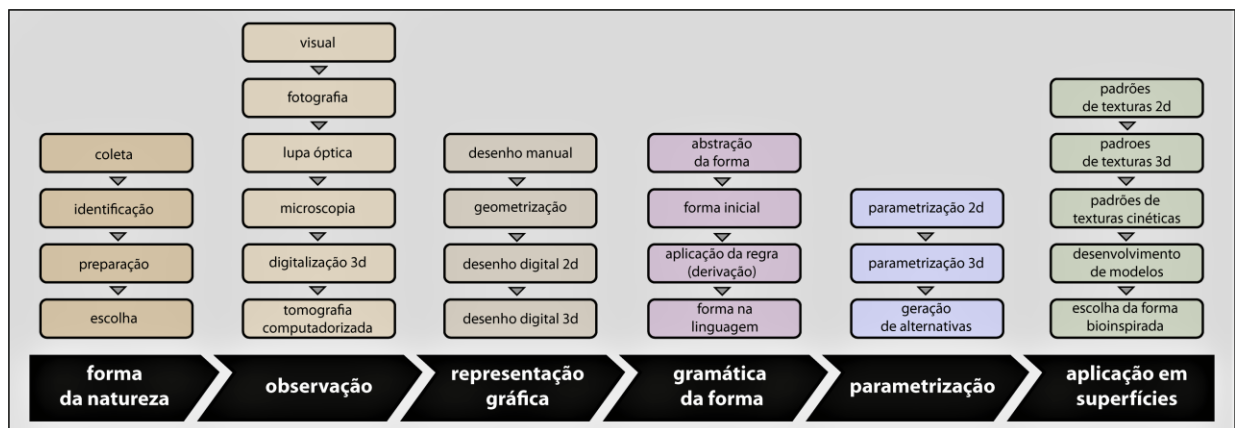 coleta
identificação
preparação
escolha
forma
da natureza
visual
fotografia
lupa óptica
microscopia
digitalização 3d
tomografia
computadorizada
observação
desenho manual
geometrização
desenho digital 2d
desenho digital 3d
representação
gráfica
abstração
da forma
forma inicial
aplicação da regra
(derivação)
forma na
linguagem
gramática
da forma
parametrização 2d
parametrização 3d
geração
de alternativas
parametrização
padrões
de texturas 2d
padroes
de texturas 3d
padrões de
texturas cinéticas
desenvolvimento
de modelos
escolha da forma
bioinspirada
aplicação em
superfícies